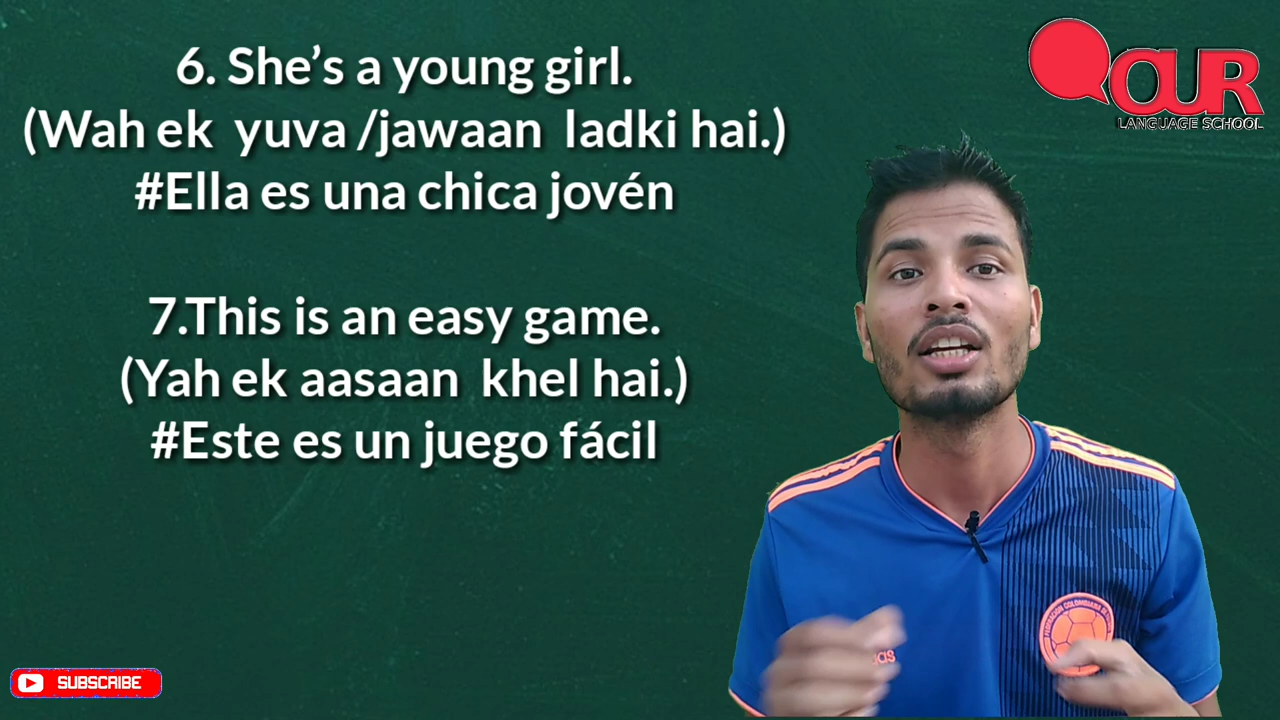 6. She’s a young girl.
(Wah ek yuva /jawaan ladki hai.)
#Ella es una chica jovén
7.This is an easy game.
(Yah ek aasaan khel hai.)
#Este es un juego fácil
OUR
LANGUAGE SCHOOL
SUBSCRIBE